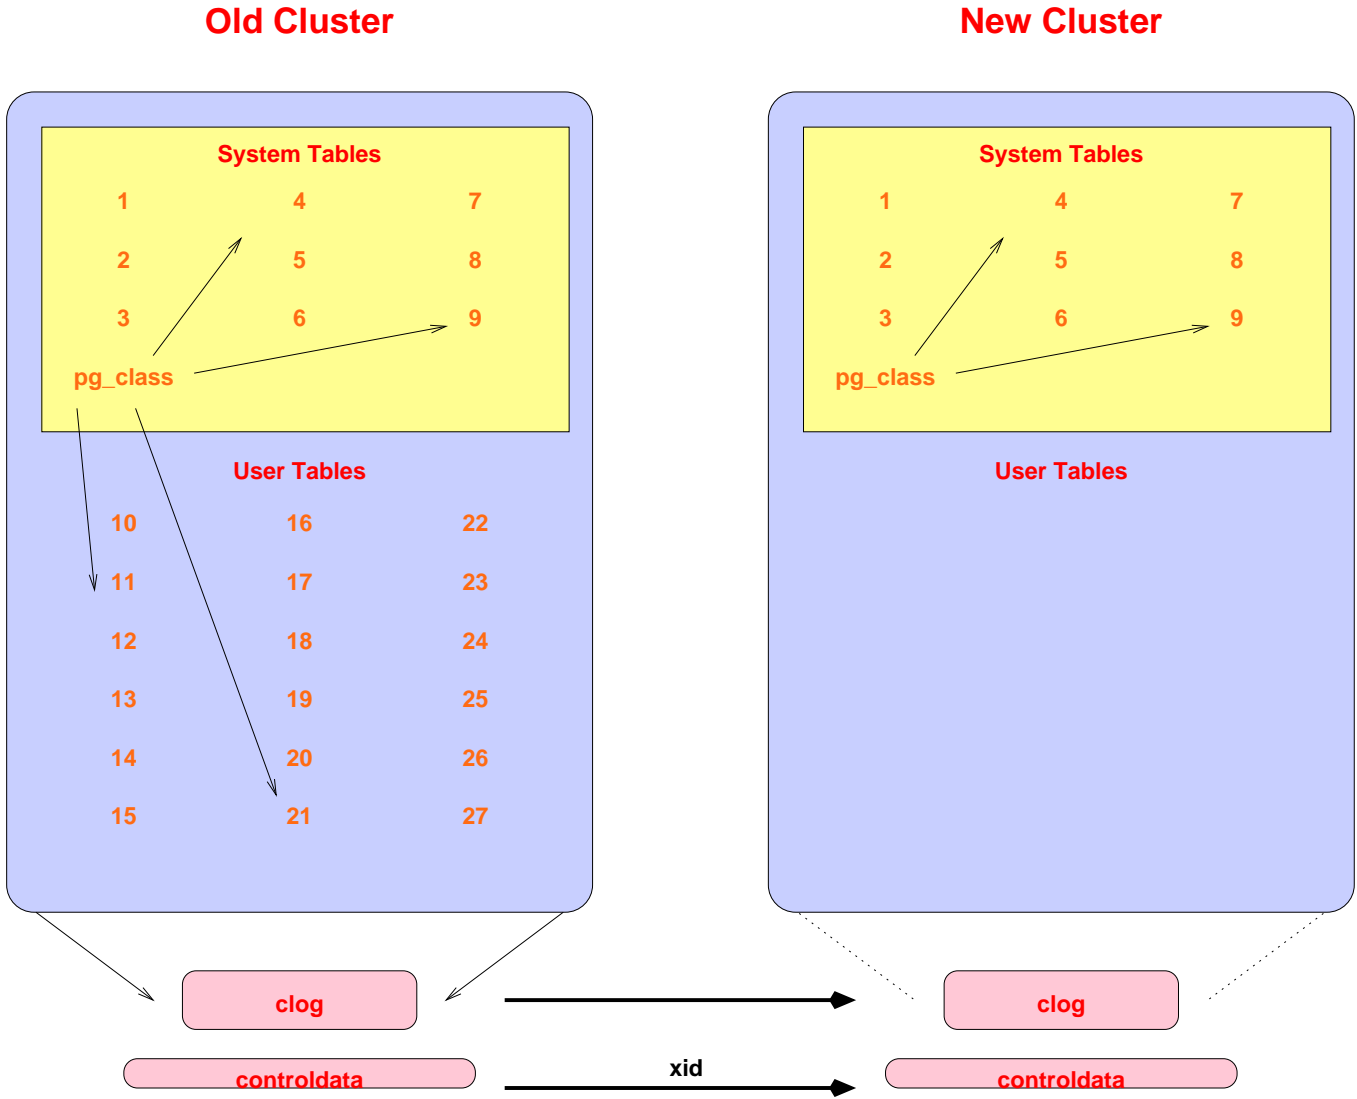 Old Cluster
New Cluster
System Tables
1 4 7
2 5 8
3 6 9
pg_class
User Tables
10 16 22
11 17 23
12 18 24
13 19 25
14 20 26
15 21 27
System Tables
1 4 7
2 5 8
3 6 9
pg_class
User Tables
clog
clog
controldata
xid
controldata